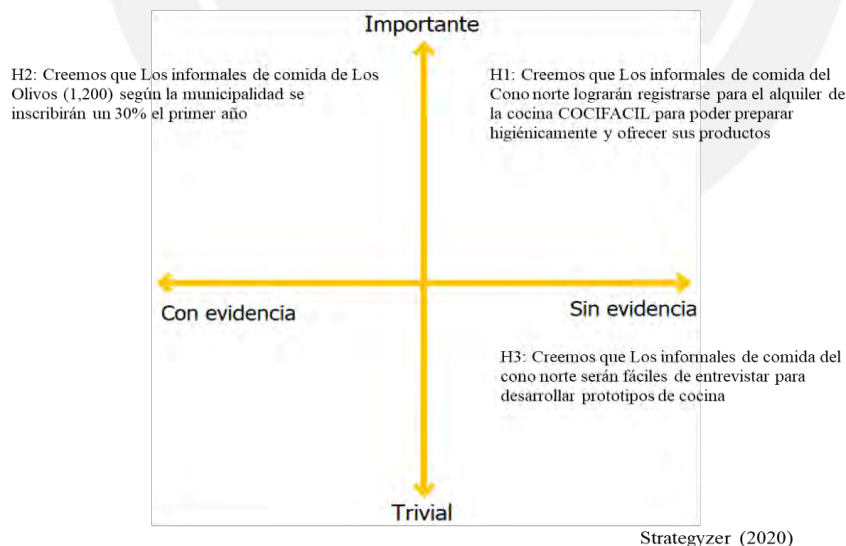 Importante
H2: Creemos que Los informales de comida de Los
Olivos (1,200) según la municipalidad se
inscribirán un 30% el primer año
H1: Creemos que Los informales de comida del
Cono norte lograrán registrarse para el alquiler de
la cocina COCIFACIL para poder preparar
higiénicamente y ofrecer sus productos
Con evidencia
Sin evidencia
H3: Creemos que Los informales de comida del
cono norte serán fáciles de entrevistar para
desarrollar prototipos de cocina
Trivial
Strategyzer (2020)